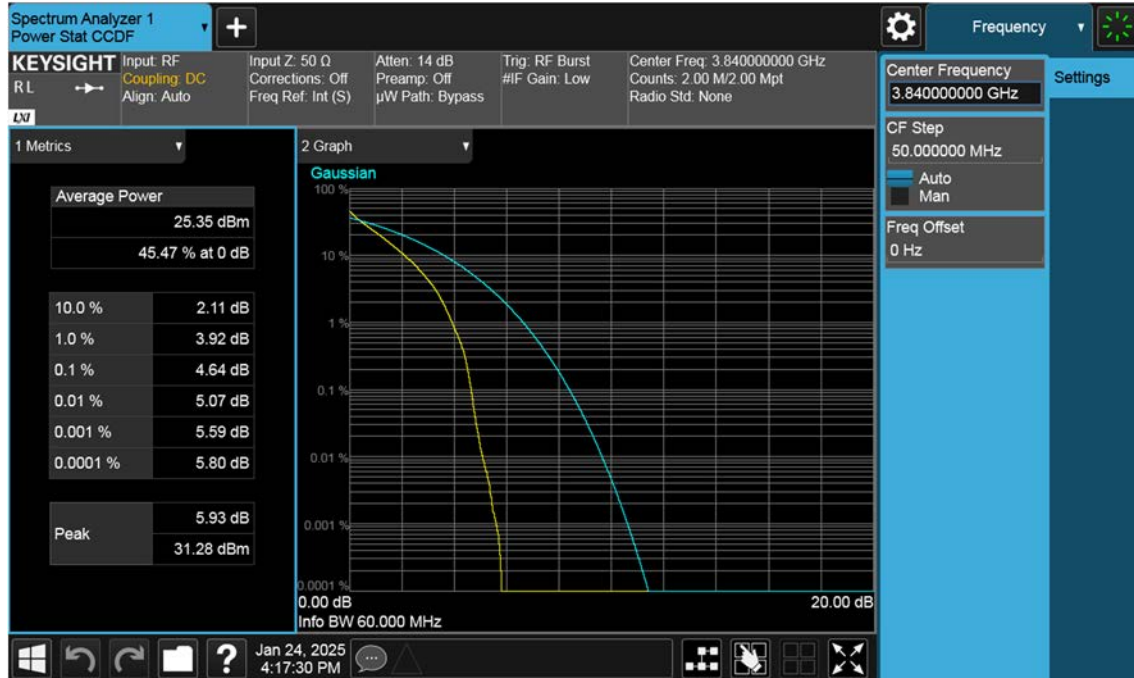 Spectrum Analyzer 1
Power Stat CCDF
Frequency
KEYSIGHT
R L
LXI
Input: RF
Coupling: DC
Align: Auto
Input Z: 50 Ω
Corrections: Off
Freq Ref: Int (S)
Atten: 14 dB
Preamp: Off
µW Path: Bypass
Trig: RF Burst
#IF Gain: Low
Center Freq: 3.840000000 GHz
Counts: 2.00 M/2.00 Mpt
Radio Std: None
1 Metrics
Average Power
25.35 dBm
45.47 % at 0 dB
10.0 % 2.11 dB
1.0 % 3.92 dB
0.1 % 4.64 dB
0.01 % 5.07 dB
0.001 % 5.59 dB
0.0001 % 5.80 dB
Peak
5.93 dB
31.28 dBm
2 Graph
Gaussian
100 %
10 %
1 %
0.1 %
0.01 %
0.001 %
0.0001 %
0.00 dB 20.00 dB
Info BW 60.000 MHz
Center Frequency
3.840000000 GHz
Settings
CF Step
50.000000 MHz
Auto
Man
Freq Offset
0 Hz
?
Jan 24, 2025
4:17:30 PM